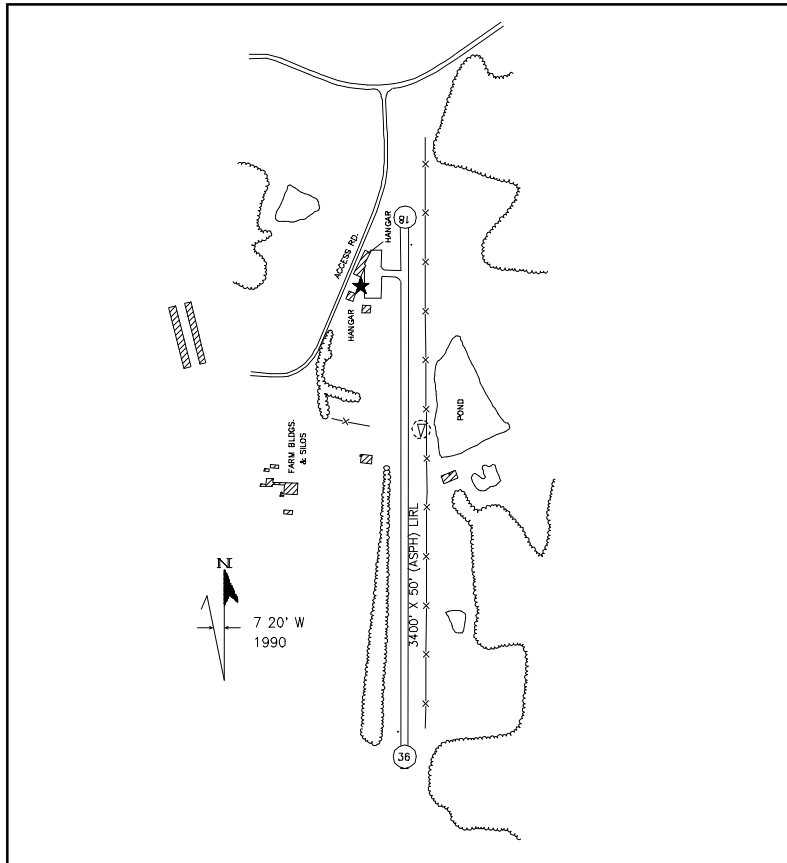 18
HANGAR
ACCESS RD.
HANGAR
POND
FARM BLDGS.
& SILOS
3400' X 50' (ASPH) LIRL
N
7 20' W
1990
36